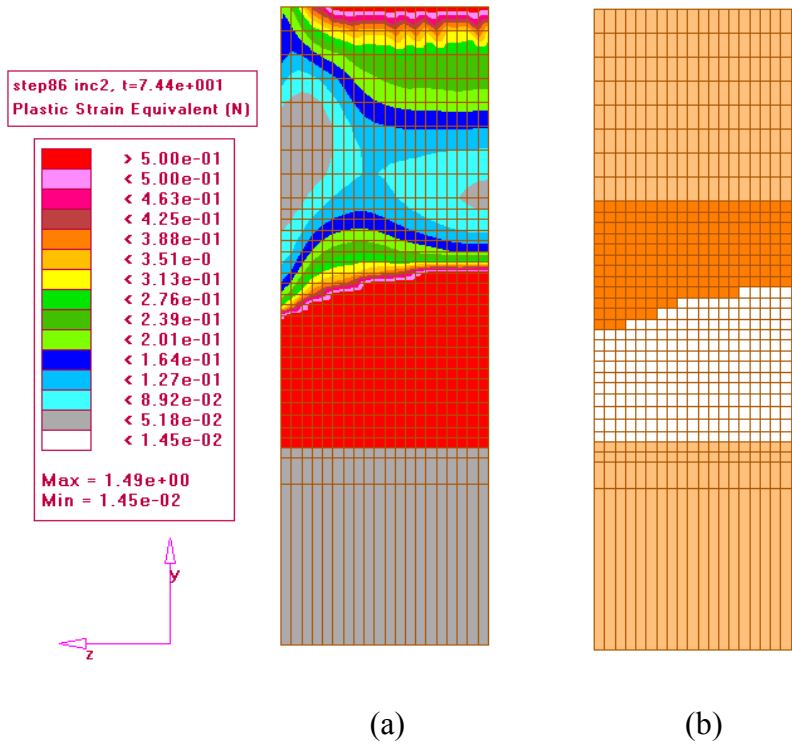 step86 inc2, t=7.44e+001
Plastic Strain Equivalent (N)
> 5.00e-01
< 5.00e-01
< 4.63e-01
< 4.25e-01
< 3.88e-01
< 3.51e-0
< 3.13e-01
< 2.76e-01
< 2.39e-01
< 2.01e-01
< 1.64e-01
< 1.27e-01
< 8.92e-02
< 5.18e-02
< 1.45e-02
Max = 1.49e+00
Min = 1.45e-02
y
z
(a)
(b)